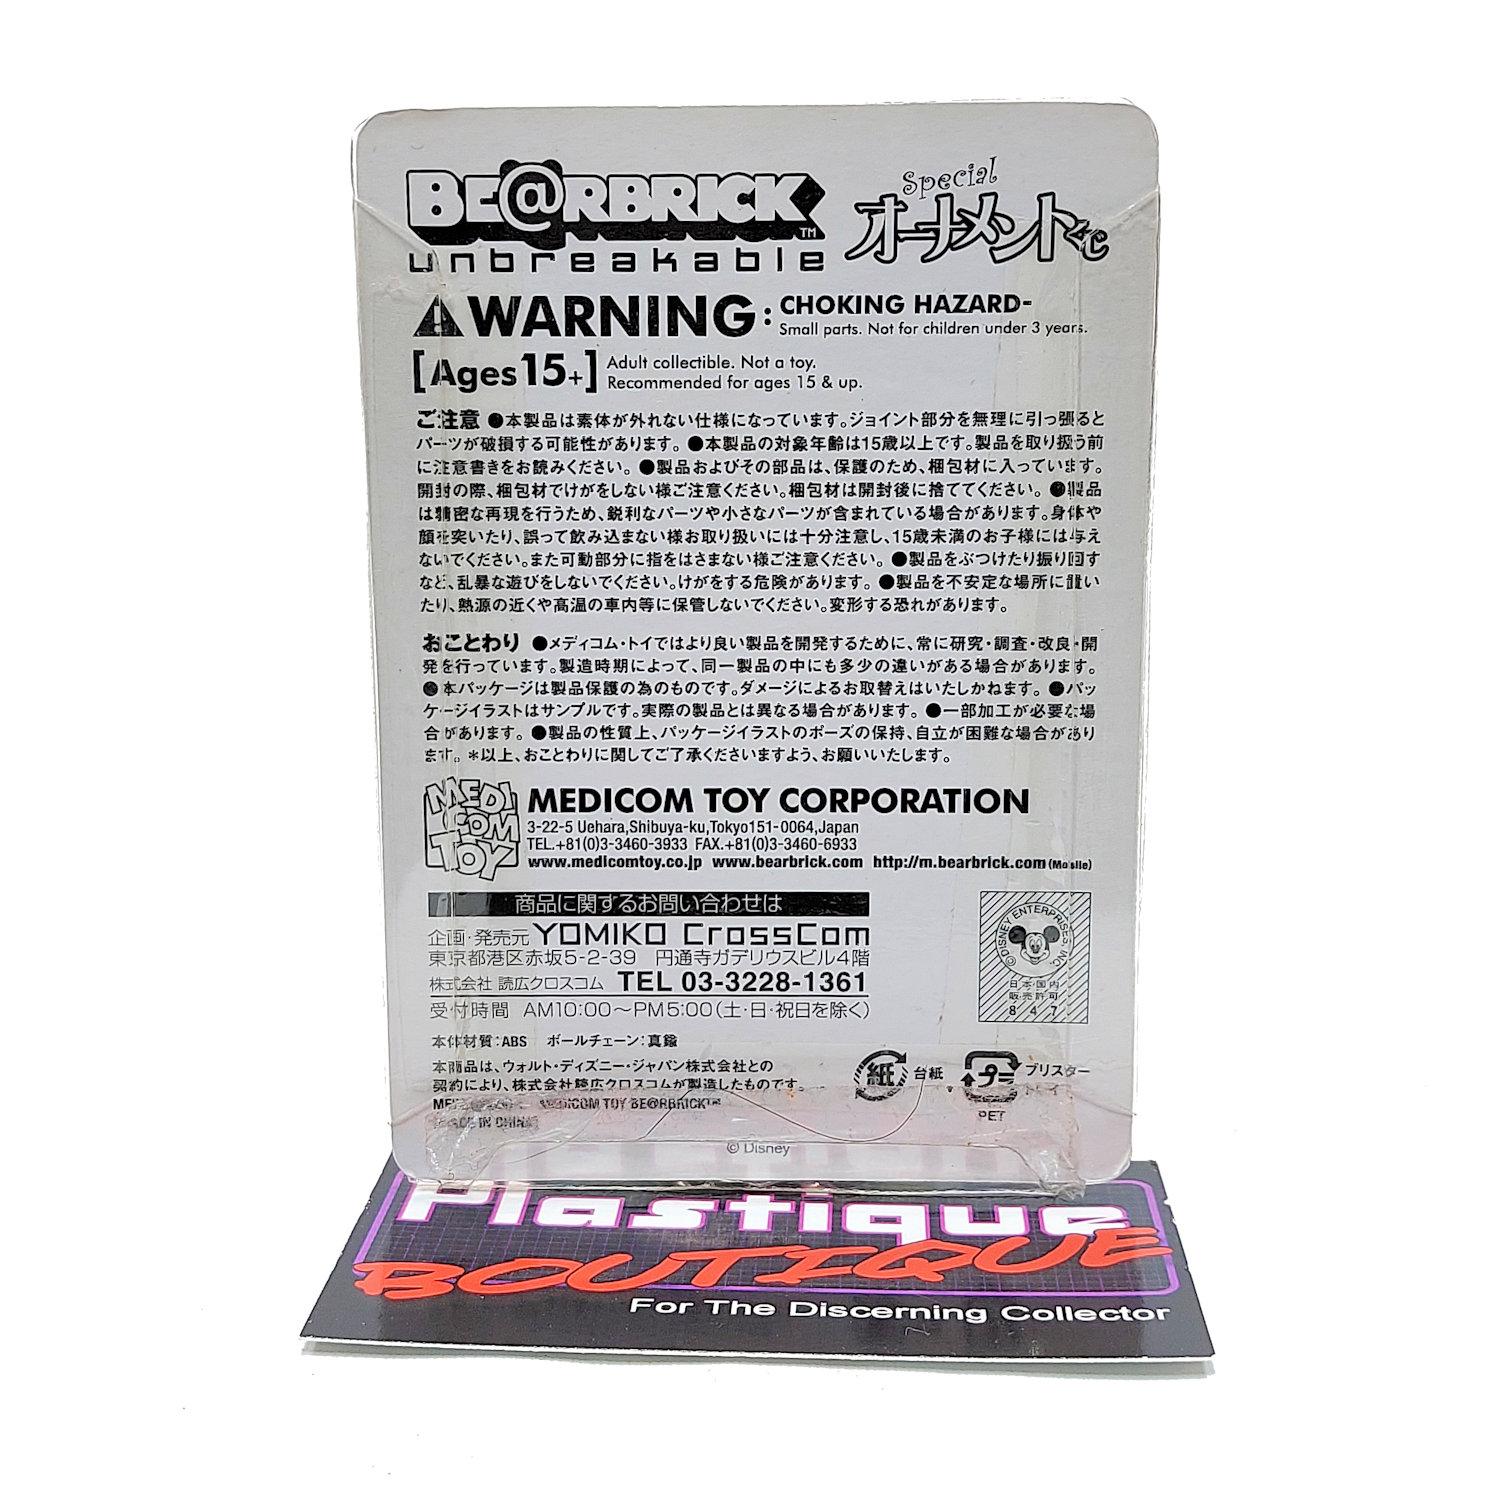 BE@RBRICK TM
unbreakable
Special
オーナメントくじ
WARNING: CHOKING HAZARD-
Small parts. Not for children under 3 years.
[Ages15+] Adult collectible. Not a toy.
Recommended for ages 15 & up.
ご注意 ●本製品は素体が外れない仕様になっています。ジョイント部分を無理に引っ張ると
パーツが破損する可能性があります。 ●本製品の対象年齢は15歳以上です。製品を取り扱う前
に注意書きをお読みください。 ●製品およびその部品は、保護のため、梱包材に入っています。
開封の際、梱包材でけがをしない様ご注意ください。梱包材は開封後に捨ててください。 ●製品
は精密な再現を行うため、鋭利なパーツや小さなパーツが含まれている場合があります。身体や
顔を突いたり、誤って飲み込まない様お取り扱いには十分注意し、15歳未満のお子様には与え
ないでください。また可動部分に指をはさまない様ご注意ください。 ●製品をぶつけたり振り回す
など、乱暴な遊びをしないでください。けがをする危険があります。 ●製品を不安定な場所に置い
たり、熱源の近くや高温の車内等に保管しないでください。変形する恐れがあります。
おことわり ●メディコム・トイではより良い製品を開発するために、常に研究・調査・改良・開
発を行っています。製造時期によって、同一製品の中にも多少の違いがある場合があります。
●本パッケージは製品保護の為のものです。ダメージによるお取替えはいたしかねます。 ●パッ
ケージイラストはサンプルです。実際の製品とは異なる場合があります。 ●一部加工が必要な場
合があります。 ●製品の性質上、パッケージイラストのポーズの保持、自立が困難な場合があり
ます。 ※以上、おことわりに関してご了承くださいますよう、お願いいたします。
MEDICOM TOY
MEDICOM TOY CORPORATION
3-22-5 Uehara,Shibuya-ku,Tokyo151-0064,Japan
TEL.+81(0)3-3460-3933 FAX.+81(0)3-3460-6933
www.medicomtoy.co.jp www.bearbrick.com http://m.bearbrick.com(Mobile)
商品に関するお問い合わせは
企画・発売元 YOMIKO CrossCom
東京都港区赤坂5-2-39 円通寺ガデリウスビル4階
株式会社 読広クロスコム TEL 03-3228-1361
受付時間 AM10:00～PM5:00(土・日・祝日を除く)
©DISNEY ENTERPRISES, INC.
日本国内
販売許可
847
本体材質：ABS ボールチェーン：真鍮
本商品は、ウォルト・ディズニー・ジャパン株式会社との
契約により、株式会社読広クロスコムが製造したものです。
紙 台紙
プラ ブリスター
トレイ
PET
MEDICOM TOY BE@RBRICK™
MADE IN CHINA
© Disney
Plastique
BOUTIQUE
For The Discerning Collector